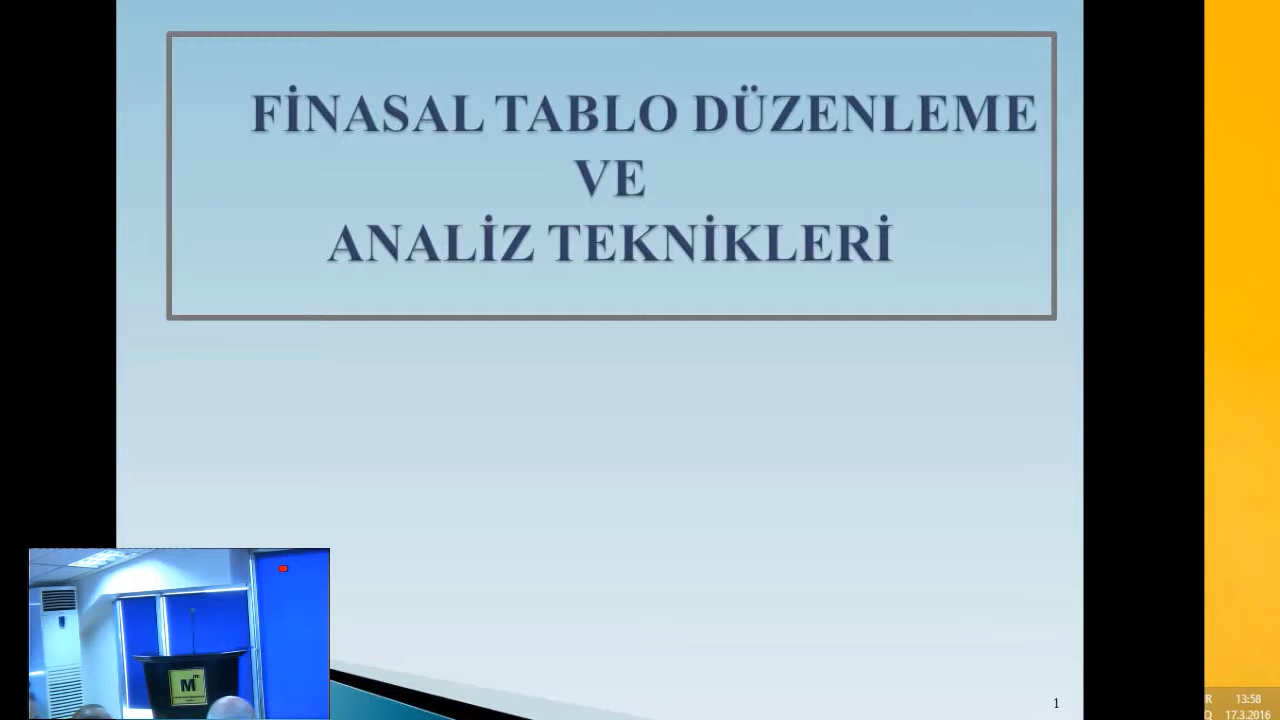 FİNASAL TABLO DÜZENLEME
VE
ANALİZ TEKNİKLERİ
M
1
R 13:58
Q 17.3.2016